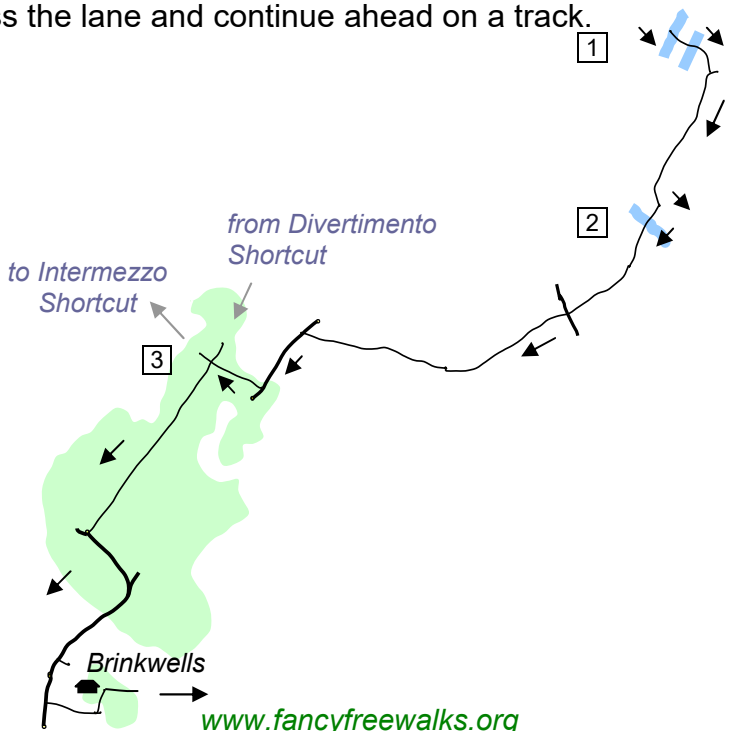 ss the lane and continue ahead on a track.
1
2
from Divertimento
Shortcut
to Intermezzo
Shortcut
3
Brinkwells
www.fancyfreewalks.org